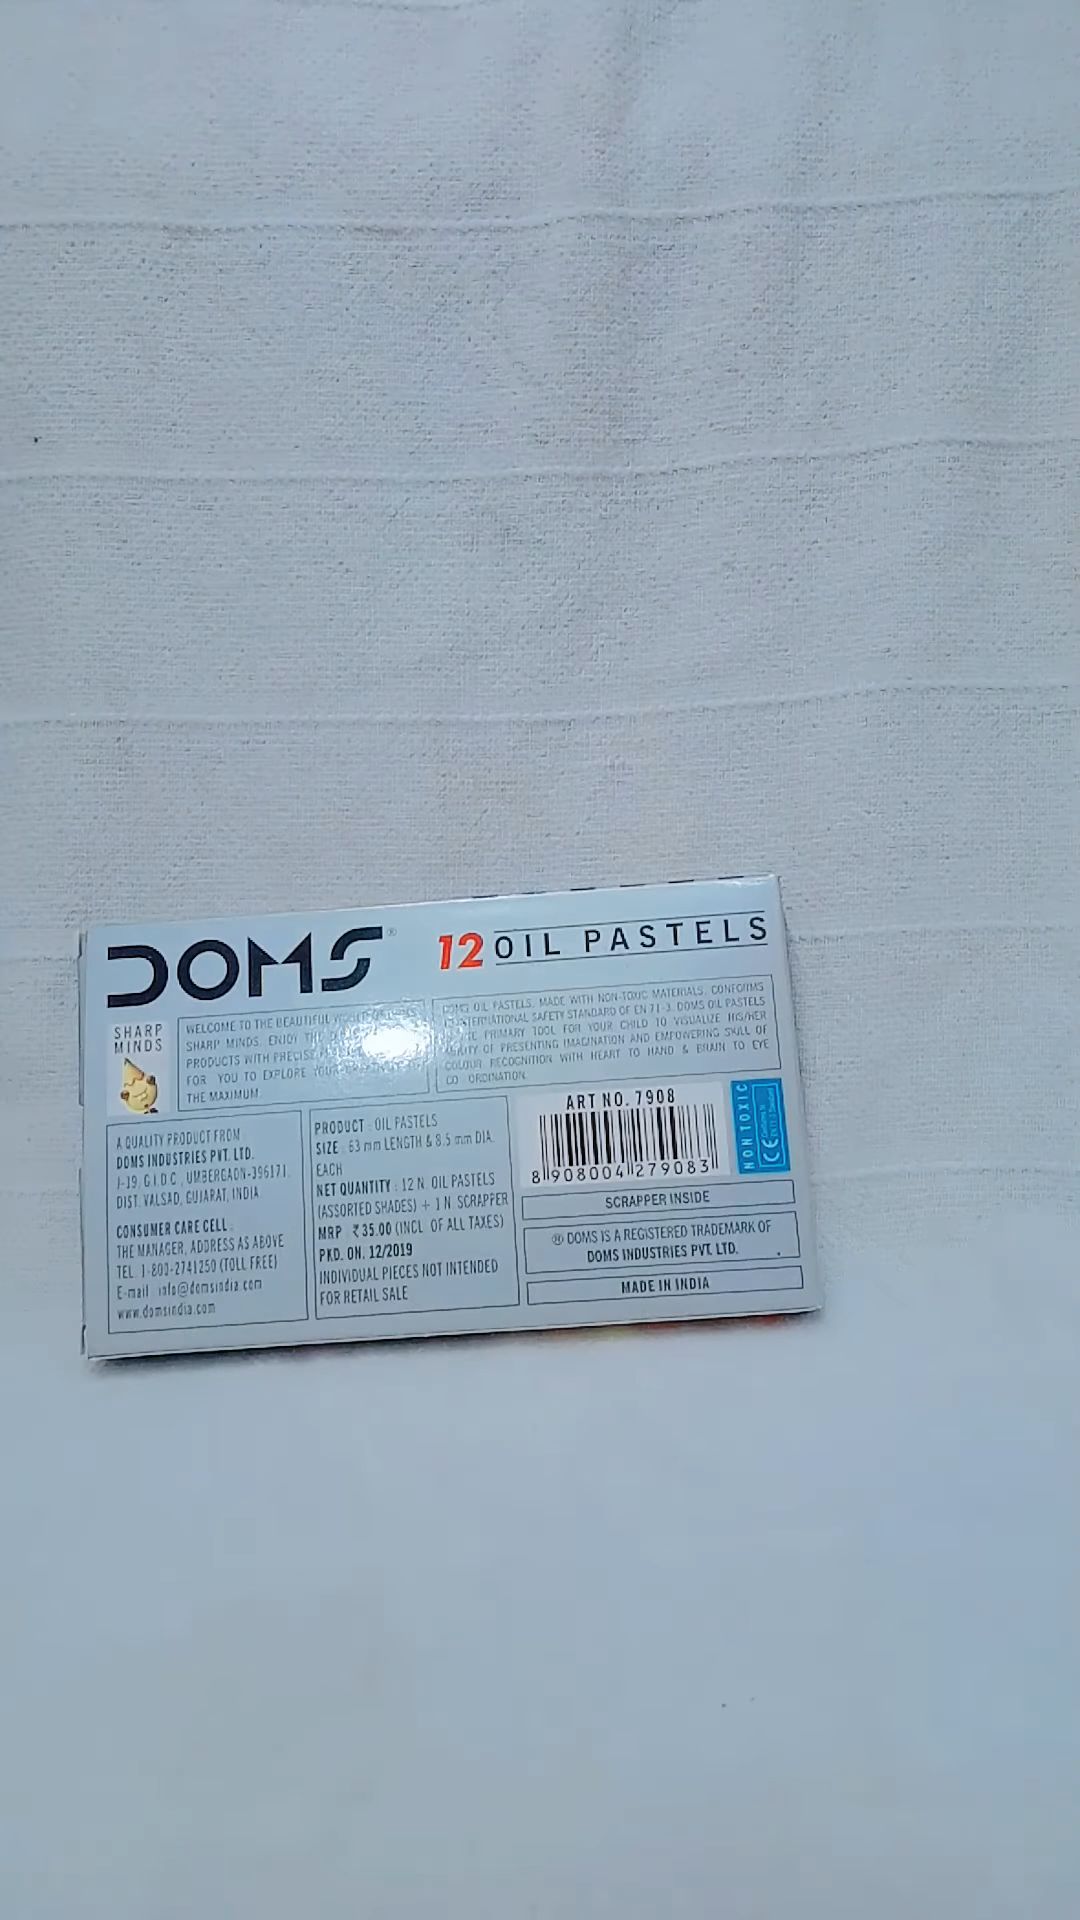 DOMS®
12 OIL PASTELS
SHARP
MINDS
WELCOME TO THE BEAUTIFUL WORLD OF
SHARP MINDS. ENJOY THE
PRODUCTS WITH PRECISE
FOR YOU TO EXPLORE YOUR
THE MAXIMUM.
DOMS OIL PASTELS, MADE WITH NON-TOXIC MATERIALS, CONFORMS
INTERNATIONAL SAFETY STANDARD OF EN 71-3. DOMS OIL PASTELS
THE PRIMARY TOOL FOR YOUR CHILD TO VISUALIZE HIS/HER
OF PRESENTING IMAGINATION AND EMPOWERING SKILL OF
COLOUR RECOGNITION WITH HEART TO HAND & BRAIN TO EYE
CO ORDINATION.
A QUALITY PRODUCT FROM
DOMS INDUSTRIES PVT. LTD.
J-19, G.I.D.C., UMBERGAON-396171.
DIST. VALSAD, GUJARAT, INDIA.
CONSUMER CARE CELL :
THE MANAGER, ADDRESS AS ABOVE
TEL. 1-800-2741250 (TOLL FREE)
E-mail : info@domsindia.com
www.domsindia.com
PRODUCT : OIL PASTELS
SIZE : 63 mm LENGTH & 8.5 mm DIA.
EACH
NET QUANTITY : 12 N. OIL PASTELS
(ASSORTED SHADES) + 1 N SCRAPPER
MRP : ₹ 35.00 (INCL. OF ALL TAXES)
PKD. ON. 12/2019
INDIVIDUAL PIECES NOT INTENDED
FOR RETAIL SALE
ART NO. 7908
8 908004 279083
NON TOXIC
CE
SCRAPPER INSIDE
® DOMS IS A REGISTERED TRADEMARK OF
DOMS INDUSTRIES PVT. LTD.
MADE IN INDIA